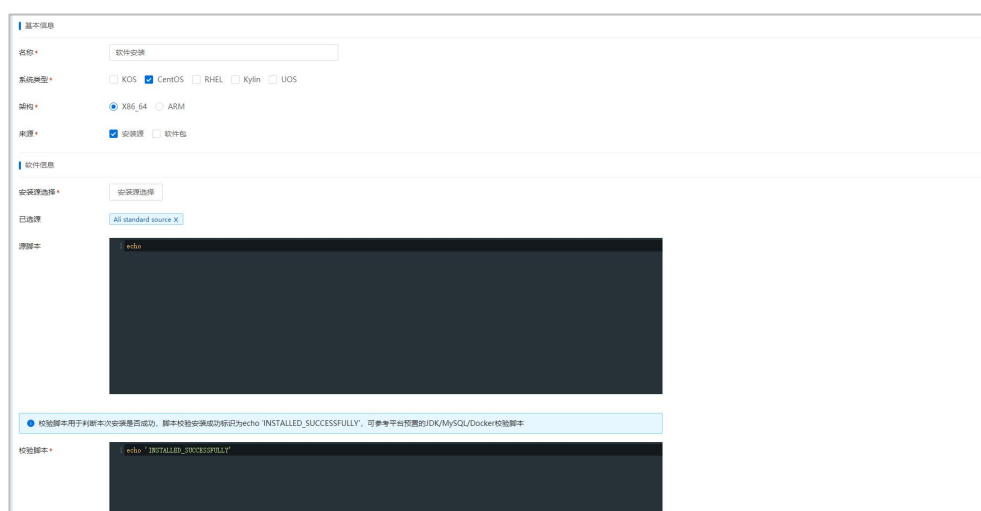 基本信息
名称 * 软件安装
系统类型 * KOS CentOS RHEL Kylin UOS
架构 * X86_64 ARM
来源 * 安装源 软件包
软件信息
安装源选择 * 安装源选择
已选源 Ali standard source X
源脚本 1 echo
校验脚本用于判断本次安装是否成功，脚本校验安装成功标识为echo 'INSTALLED_SUCCESSFULLY'，可参考平台预置的JDK/MySQL/Docker校验脚本
校验脚本 * 1 echo 'INSTALLED_SUCCESSFULLY'